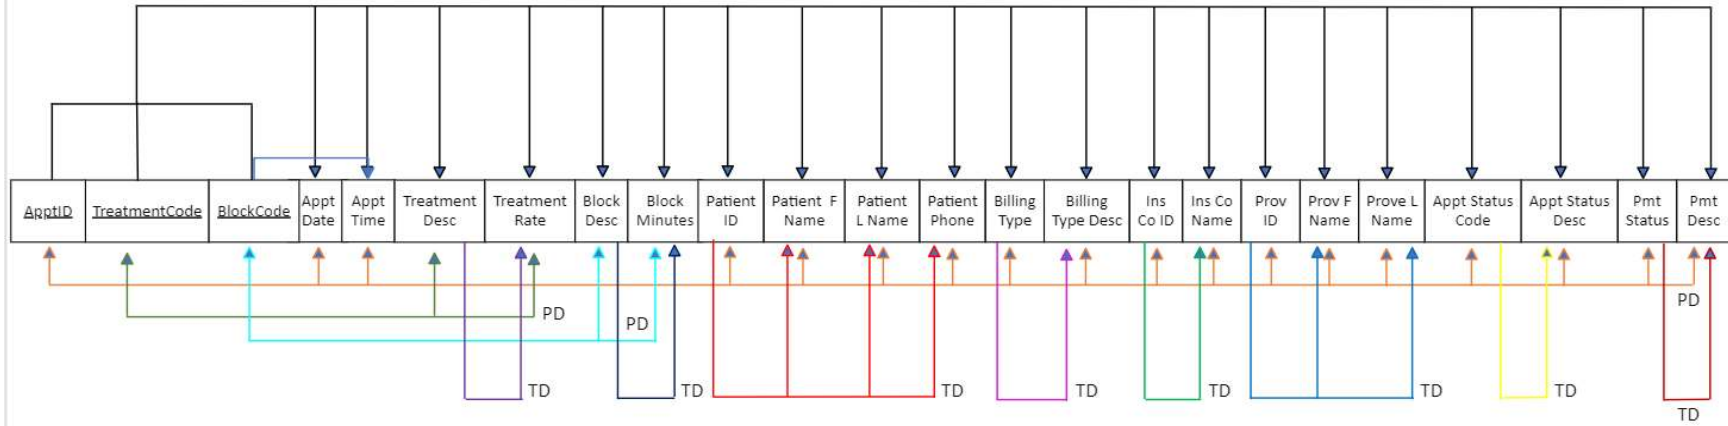 ApptID
TreatmentCode
BlockCode
Appt
Date
Appt
Time
Treatment
Desc
Treatment
Rate
Block
Desc
Block
Minutes
Patient
ID
Patient F
Name
Patient
L Name
Patient
Phone
Billing
Type
Billing
Type Desc
Ins
Co ID
Ins Co
Name
Prov
ID
Prov F
Name
Prove L
Name
Appt Status
Code
Appt Status
Desc
Pmt
Status
Pmt
Desc
PD
PD
PD
TD
TD
TD
TD
TD
TD
TD
TD